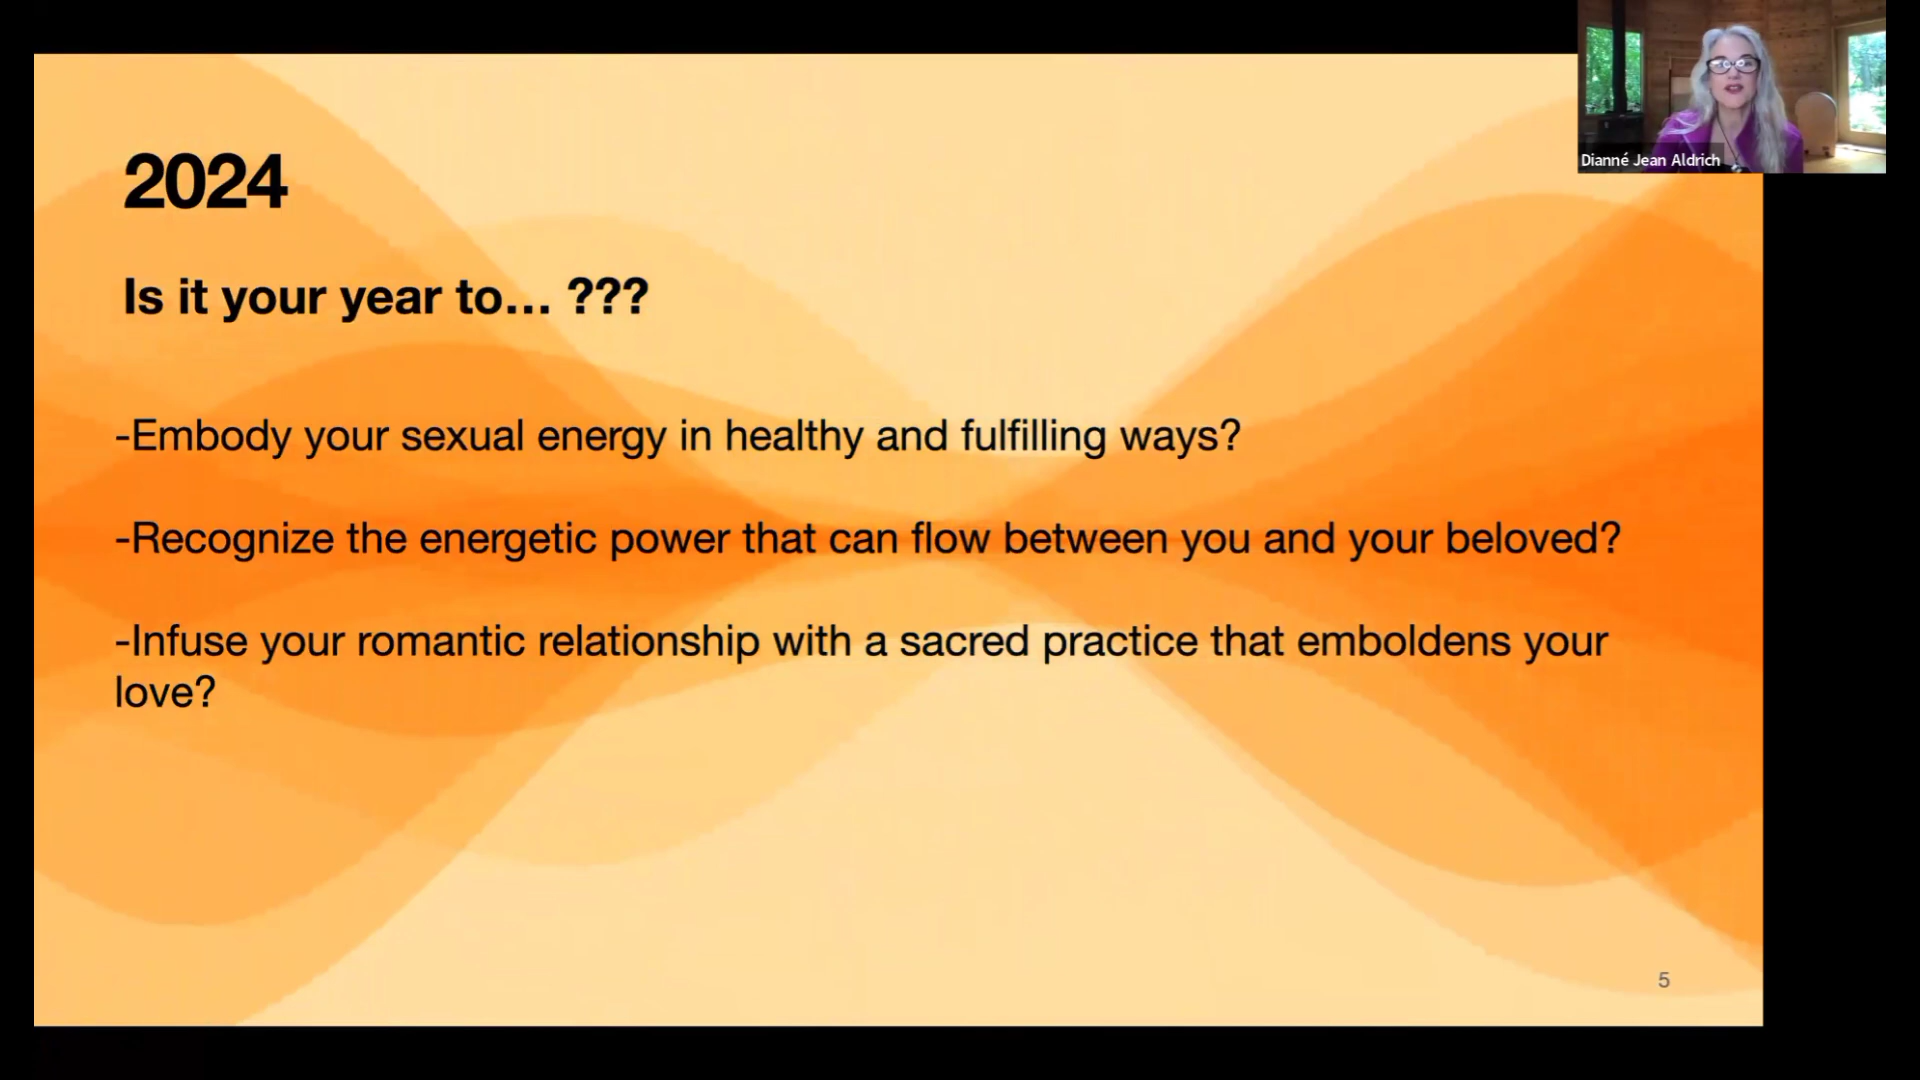 Dianné Jean Aldrich
2024
Is it your year to... ???
-Embody your sexual energy in healthy and fulfilling ways?
-Recognize the energetic power that can flow between you and your beloved?
-Infuse your romantic relationship with a sacred practice that emboldens your
love?
5